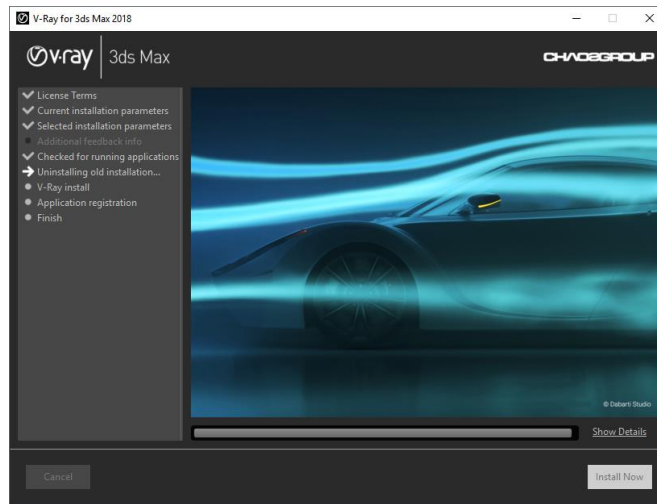 V-Ray for 3ds Max 2018
v·ray 3ds Max
CHAOSGROUP
License Terms
Current installation parameters
Selected installation parameters
Additional feedback info
Checked for running applications
Uninstalling old installation...
V-Ray install
Application registration
Finish
© Dabarti Studio
Show Details
Cancel
Install Now